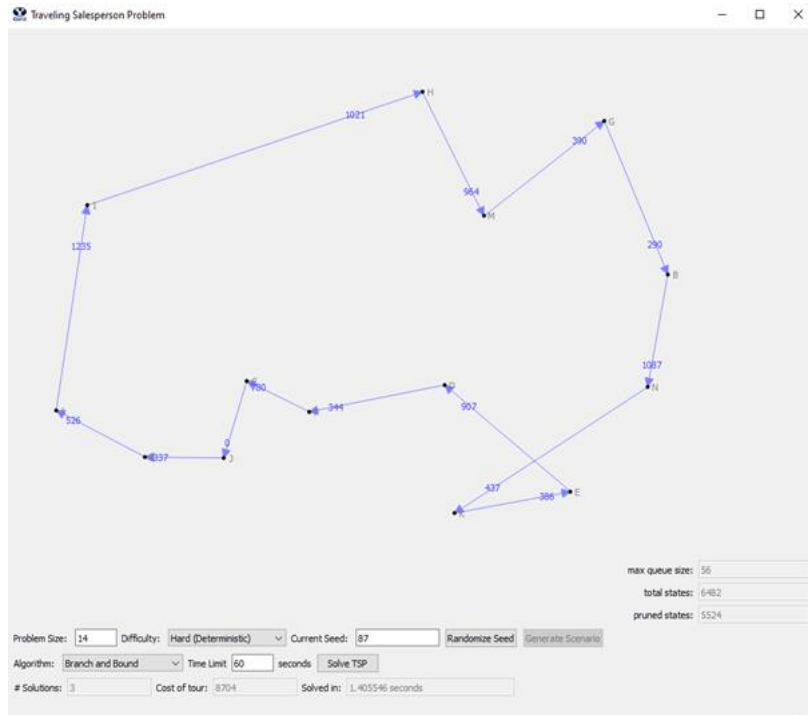 Traveling Salesperson Problem
H
1021
G
390
964
M
I
1235
290
B
1087
N
780
344
D
907
526
0
J
437
386
E
K
max queue size: 56
total states: 6482
pruned states: 5524
Problem Size: 14 Difficulty: Hard (Deterministic) Current Seed: 87 Randomize Seed Generate Scenario
Algorithm: Branch and Bound Time Limit 60 seconds Solve TSP
# Solutions: 3 Cost of tour: 8704 Solved in: 1.405546 seconds